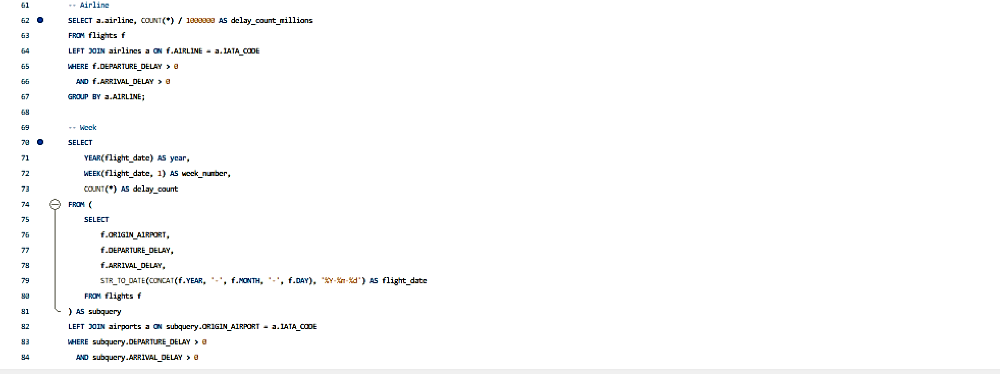 61 -- Airline
62 SELECT a.airline, COUNT(*) / 1000000 AS delay_count_millions
63 FROM flights f
64 LEFT JOIN airlines a ON f.AIRLINE = a.IATA_CODE
65 WHERE f.DEPARTURE_DELAY > 0
66 AND f.ARRIVAL_DELAY > 0
67 GROUP BY a.AIRLINE;
68
69 -- Week
70 SELECT
71 YEAR(flight_date) AS year,
72 WEEK(flight_date, 1) AS week_number,
73 COUNT(*) AS delay_count
74 FROM (
75 SELECT
76 f.ORIGIN_AIRPORT,
77 f.DEPARTURE_DELAY,
78 f.ARRIVAL_DELAY,
79 STR_TO_DATE(CONCAT(f.YEAR, '-', f.MONTH, '-', f.DAY), '%Y-%m-%d') AS flight_date
80 FROM flights f
81 ) AS subquery
82 LEFT JOIN airports a ON subquery.ORIGIN_AIRPORT = a.IATA_CODE
83 WHERE subquery.DEPARTURE_DELAY > 0
84 AND subquery.ARRIVAL_DELAY > 0